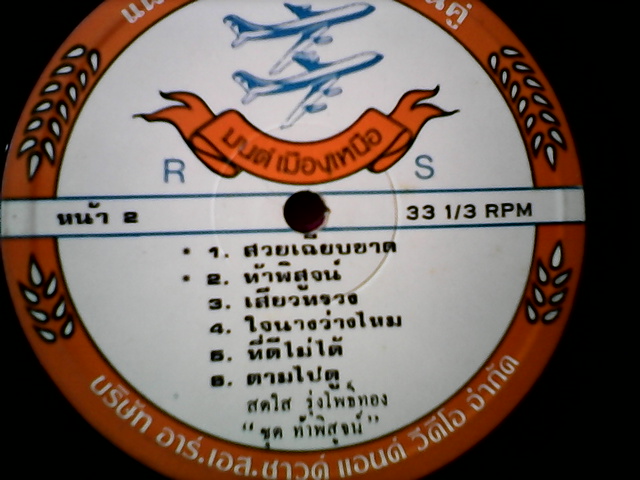 มนต์เมืองเหนือ
R S
หน้า 2 33 1/3 RPM
* 1. สวยเฉียบขาด
* 2. ท้าพิสูจน์
3. เสียวทรวง
4. ใจนางว่างไหม
5. ที่ดีไม่ได้
6. ตามไปดู
สดใส รุ่งโพธิ์ทอง
"ชุด ท้าพิสูจน์"
บริษัท อาร์.เอส.ซาวด์ แอนด์ วีดีโอ จำกัด